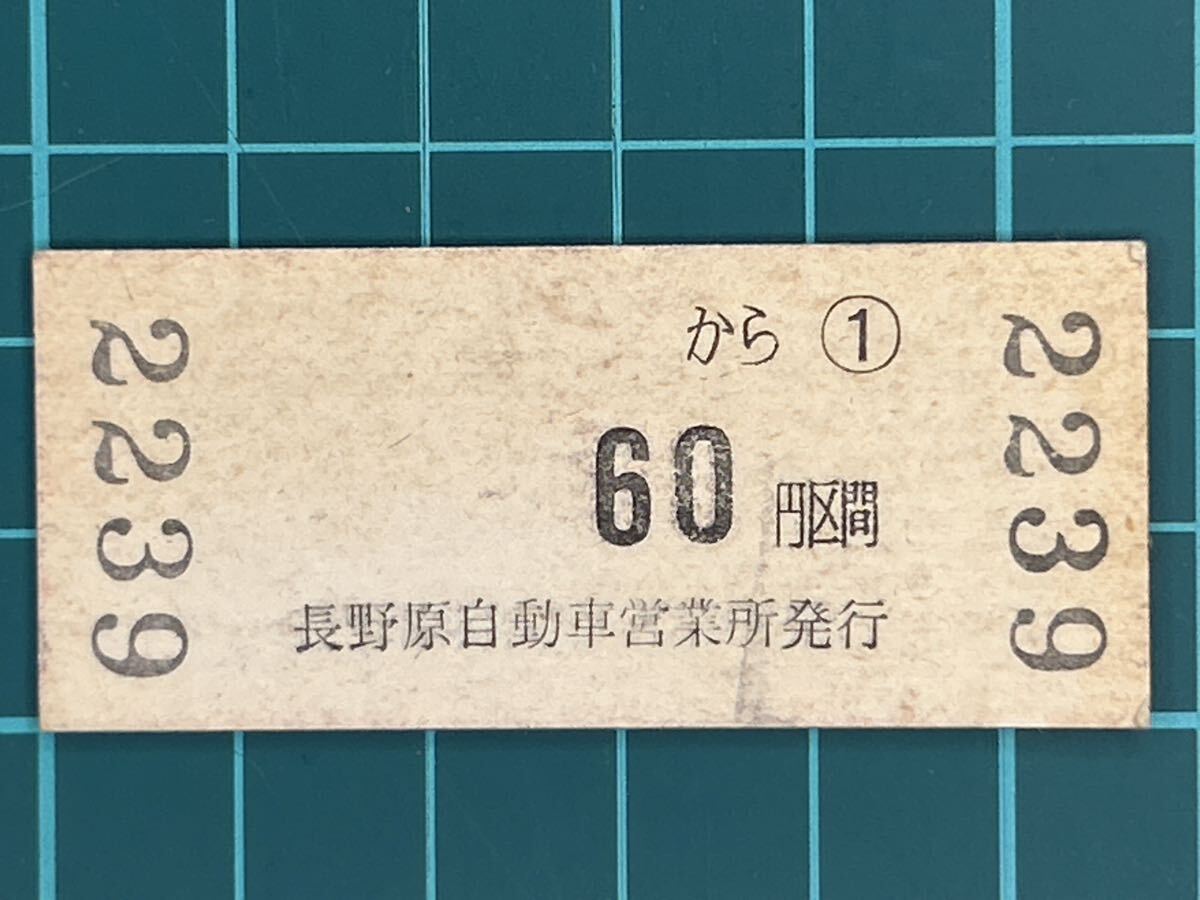 2239
から ①
60 円区間
長野原自動車営業所発行
2239